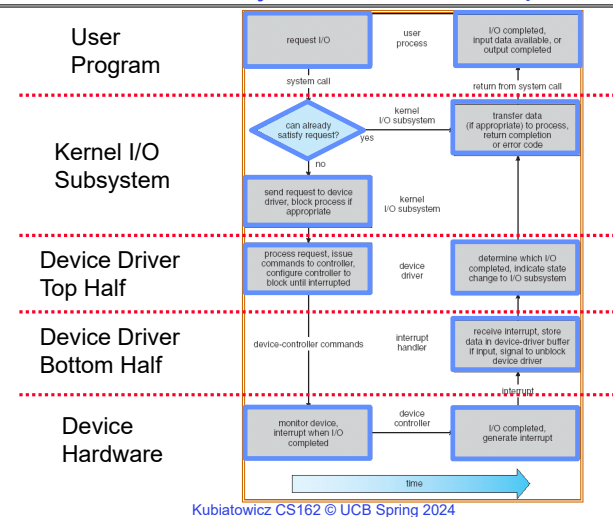 User
Program
request I/O
user
process
I/O completed,
input data available, or
output completed
system call
return from system call
Kernel I/O
Subsystem
can already
satisfy request?
yes
no
kernel
I/O subsystem
transfer data
(if appropriate) to process,
return completion
or error code
send request to device
driver, block process if
appropriate
kernel
I/O subsystem
Device Driver
Top Half
process request, issue
commands to controller,
configure controller to
block until interrupted
device
driver
determine which I/O
completed, indicate state
change to I/O subsystem
Device Driver
Bottom Half
device-controller commands
interrupt
handler
receive interrupt, store
data in device-driver buffer
if input, signal to unblock
device driver
interrupt
Device
Hardware
monitor device,
interrupt when I/O
completed
device
controller
I/O completed,
generate interrupt
time
Kubiatowicz CS162 © UCB Spring 2024